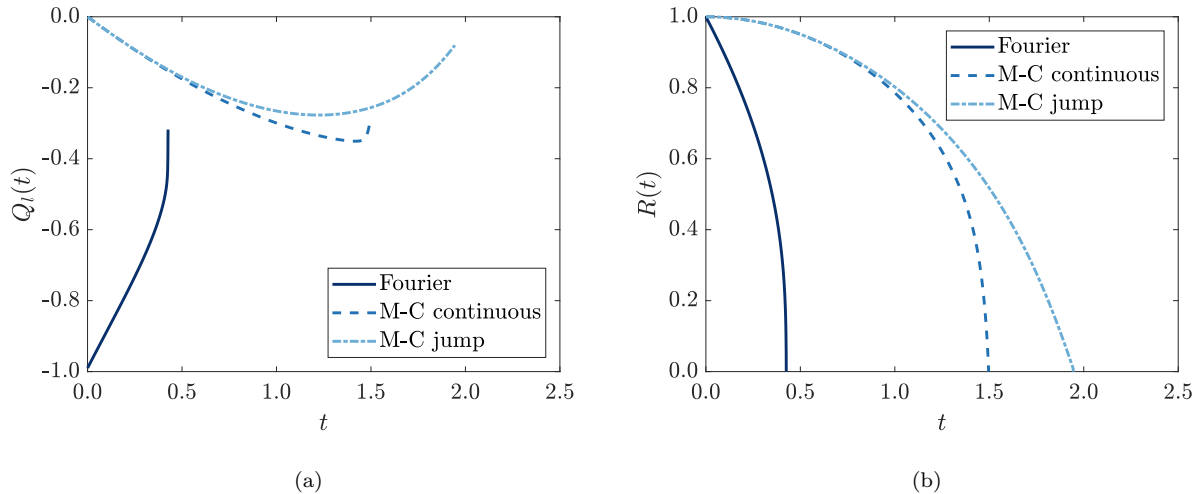 0.0
-0.2
-0.4
-0.6
-0.8
-1.0
Q_l(t)
Fourier
M-C continuous
M-C jump
0.0 0.5 1.0 1.5 2.0 2.5
t
(a)
1.0
0.8
0.6
0.4
0.2
0.0
R(t)
Fourier
M-C continuous
M-C jump
0.0 0.5 1.0 1.5 2.0 2.5
t
(b)